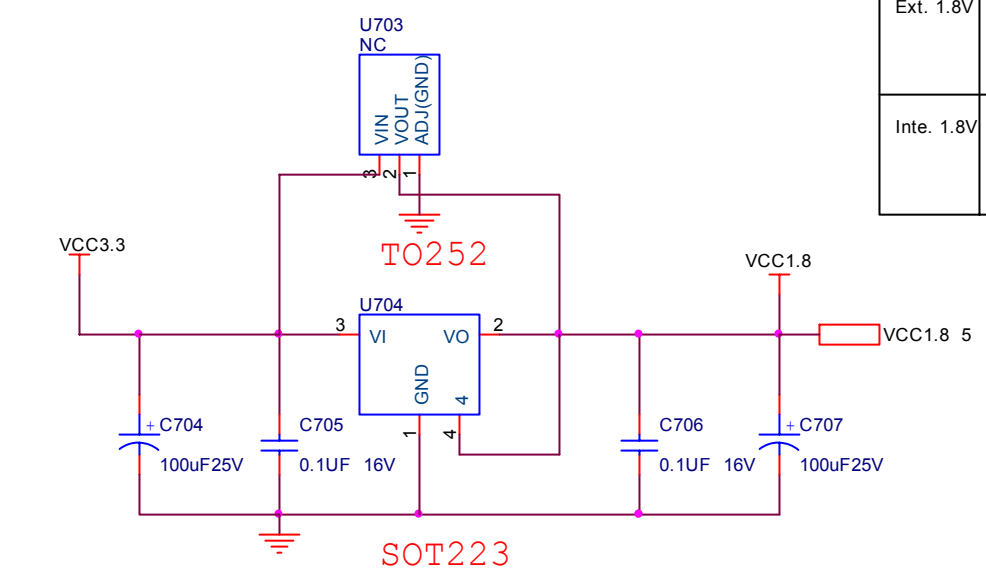 Ext. 1.8V
Inte. 1.8V
U703
NC
VIN
VOUT
ADJ(GND)
3
2
1
TO252
VCC3.3
VCC1.8
U704
3
VI
VO
2
GND
4
1
4
VCC1.8 5
+ C704
100uF25V
C705
0.1UF 16V
C706
0.1UF 16V
+ C707
100uF25V
SOT223